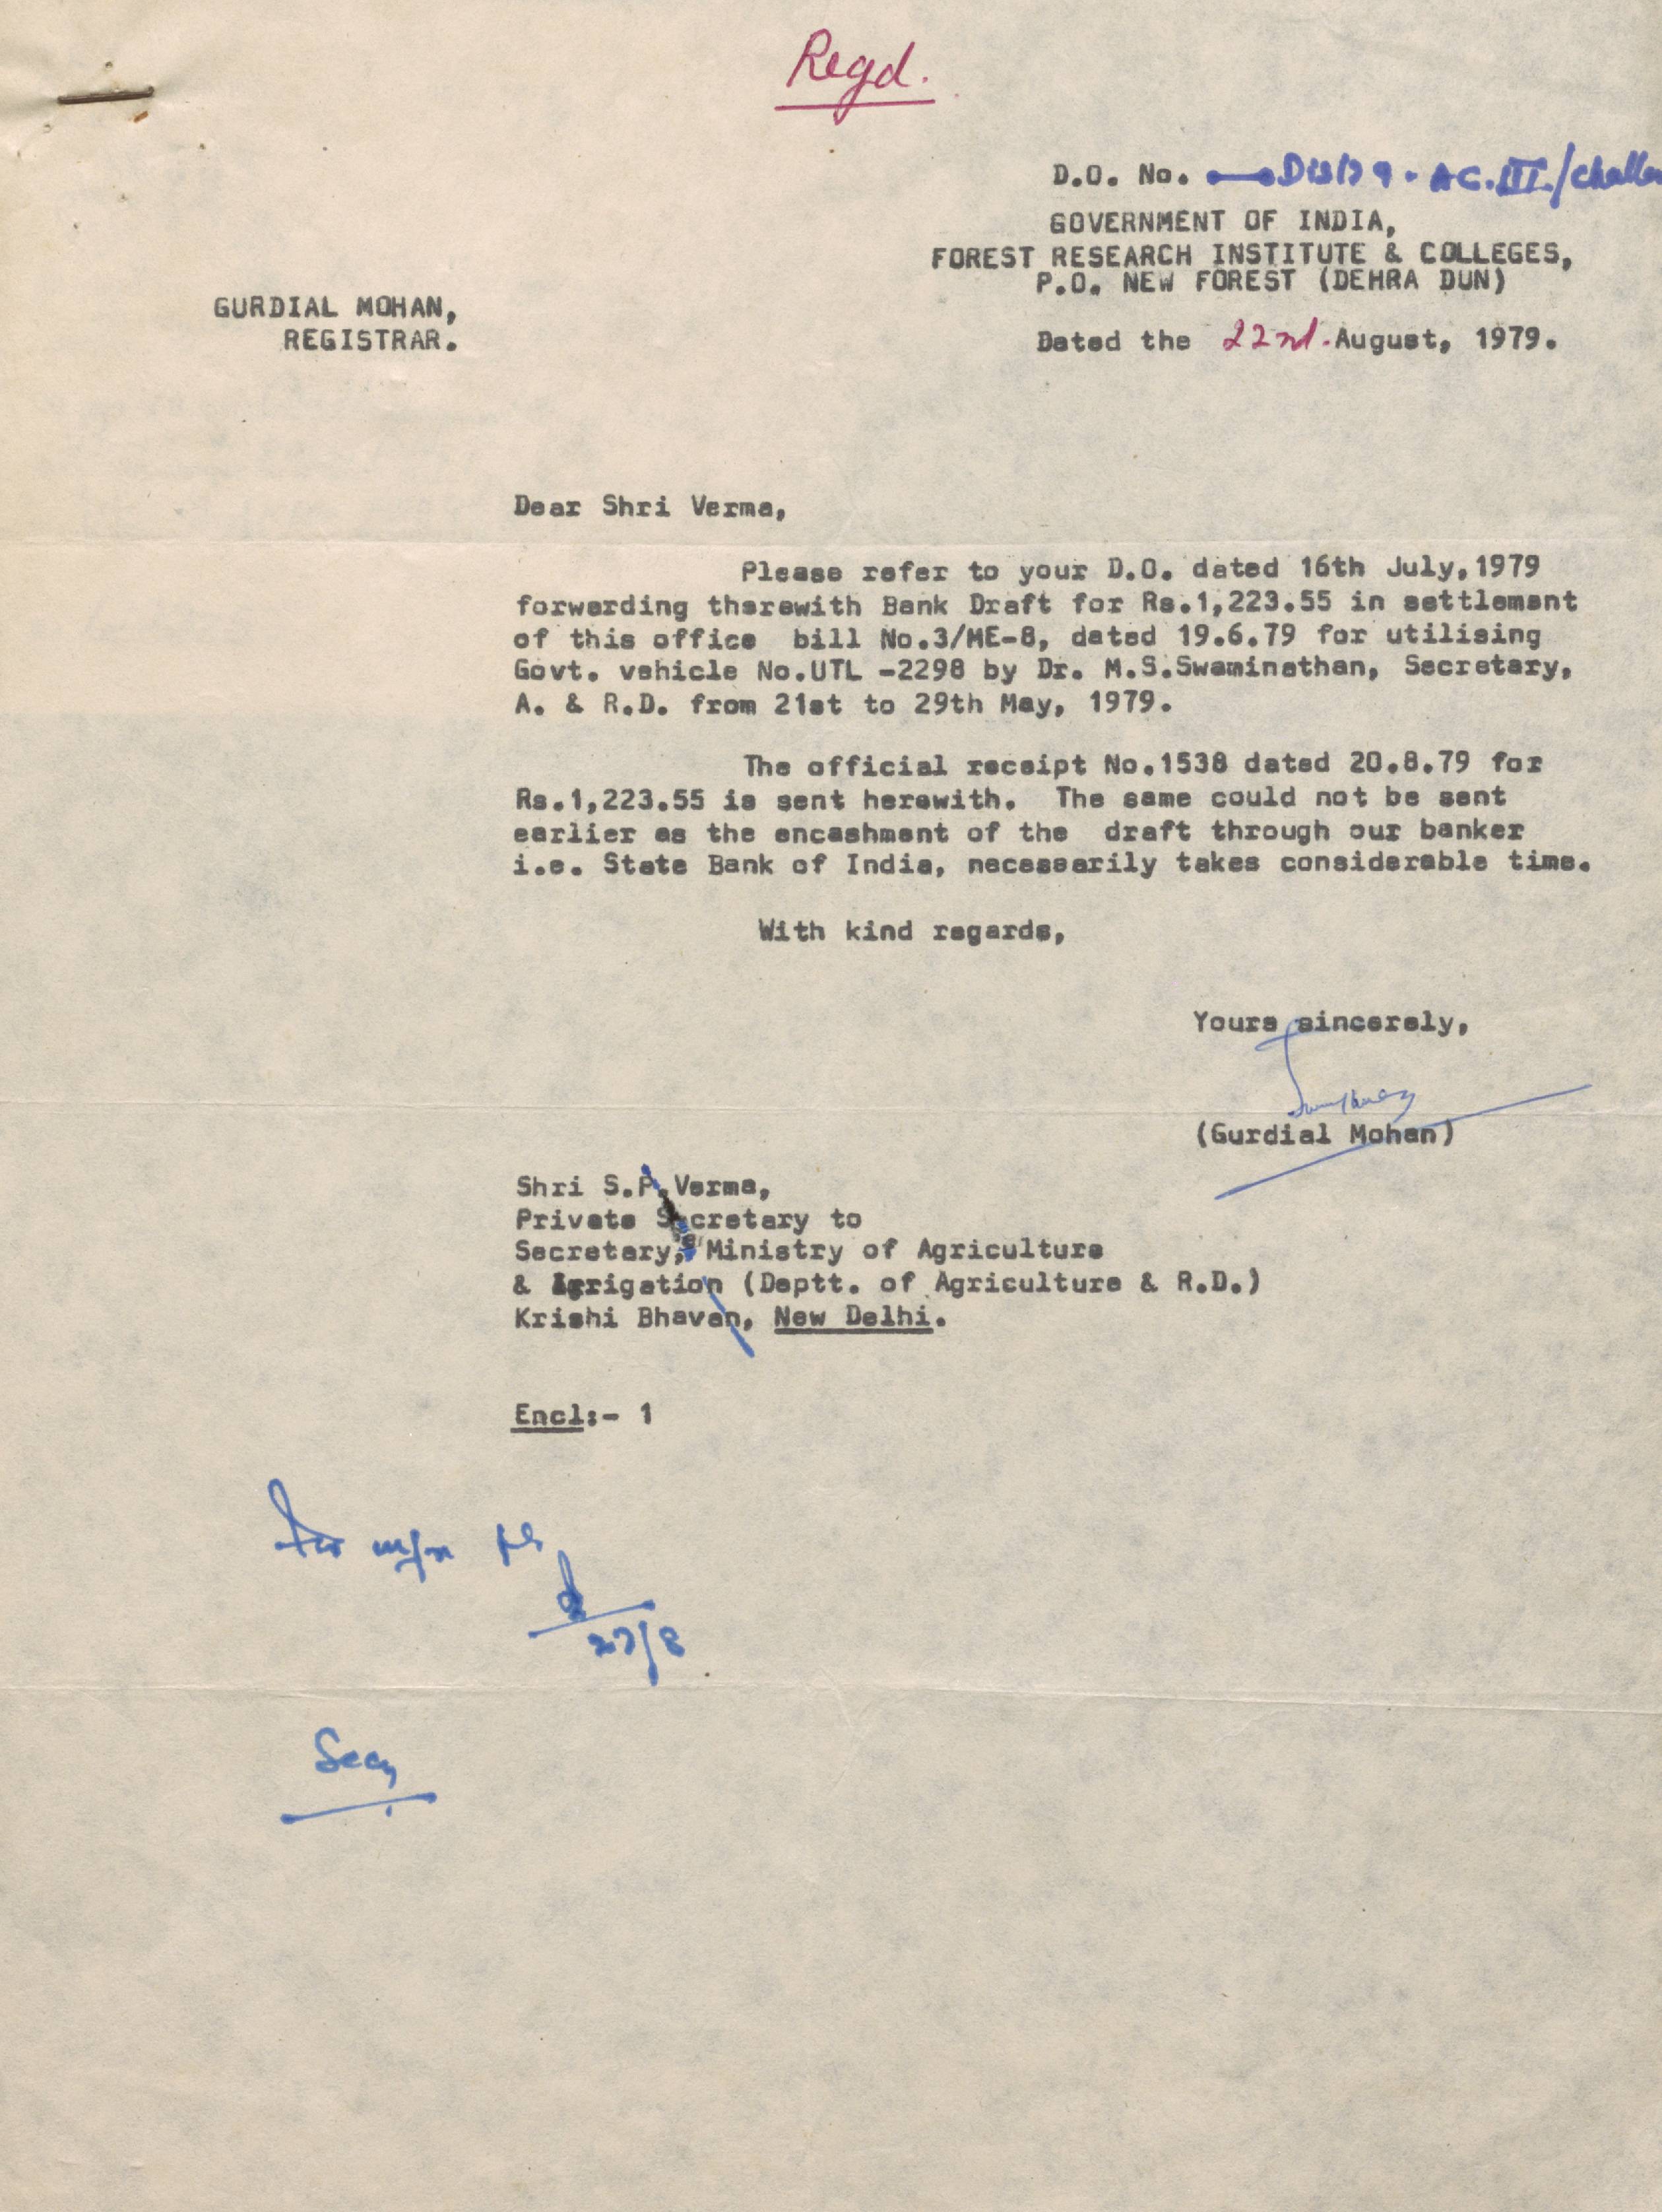 Regd.
D.O. No.
GOVERNMENT OF INDIA,
FOREST RESEARCH INSTITUTE & COLLEGES,
P.O. NEW FOREST (DEHRA DUN)
GURDIAL MOHAN,
REGISTRAR.
Dated the 22nd. August, 1979.
Dear Shri Verma,
Please refer to your D.O. dated 16th July,1979
forwarding therewith Bank Draft for Rs.1,223.55 in settlement
of this office bill No.3/ME-8, dated 19.6.79 for utilising
Govt. vehicle No.UTL -2298 by Dr. M.S.Swaminathan, Secretary,
A. & R.D. from 21st to 29th May, 1979.
The official receipt No.1538 dated 20.8.79 for
Rs.1,223.55 is sent herewith. The same could not be sent
earlier as the encashment of the draft through our banker
i.e. State Bank of India, necessarily takes considerable time.
With kind regards,
Yours sincerely,
(Gurdial Mohan)
Shri S.P.Verma,
Private Secretary to
Secretary, Ministry of Agriculture
& Irrigation (Deptt. of Agriculture & R.D.)
Krishi Bhavan, New Delhi.
Encl:- 1
27/8
Secy